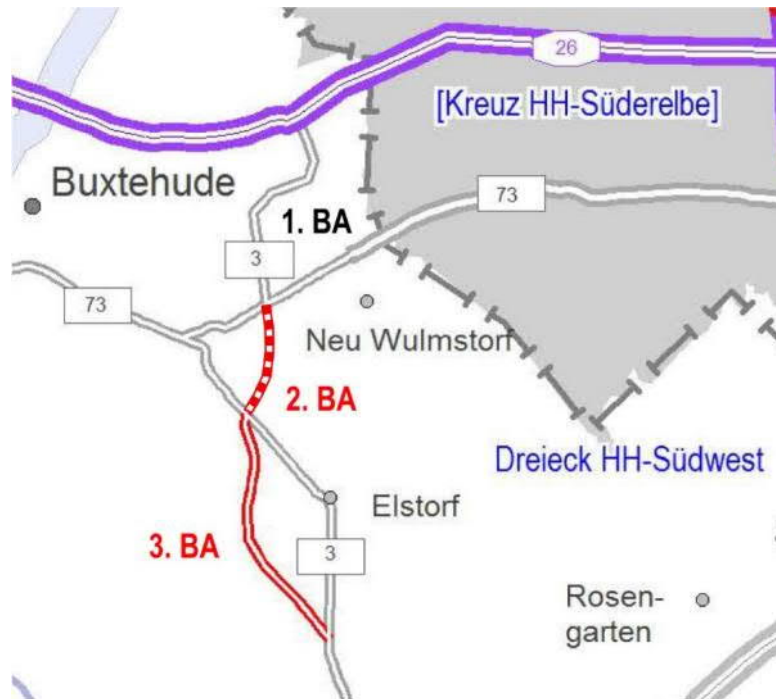 26
[Kreuz HH-Süderelbe]
Buxtehude
73
1. BA
3
73
Neu Wulmstorf
2. BA
Dreieck HH-Südwest
Elstorf
3. BA
3
Rosen-
garten